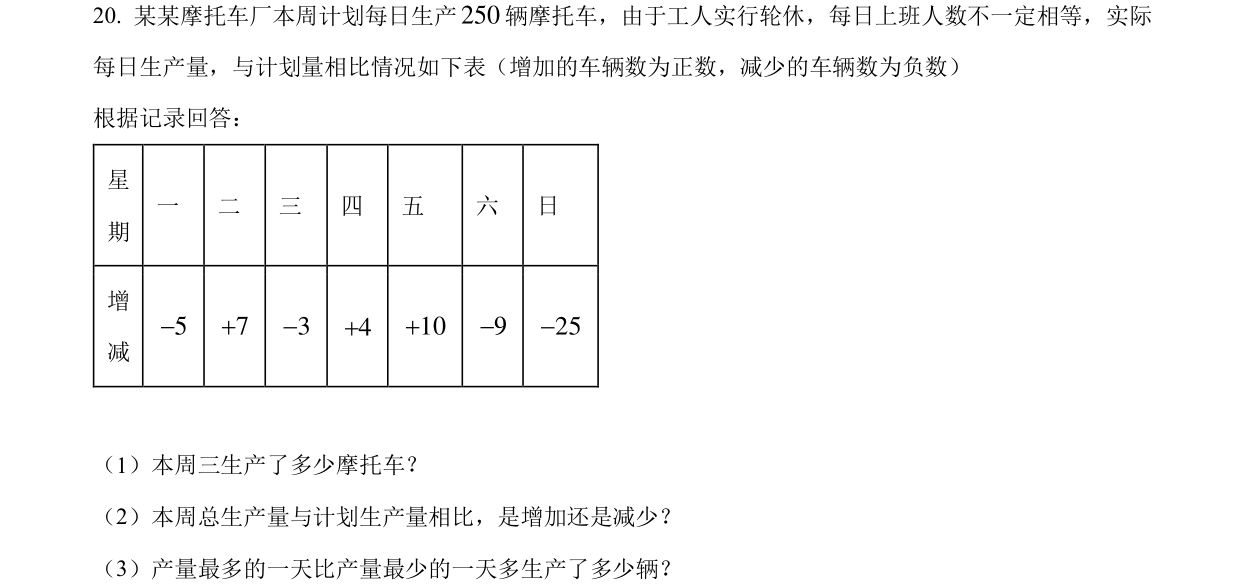 20. 某某摩托车厂本周计划每日生产 250 辆摩托车，由于工人实行轮休，每日上班人数不一定相等，实际
每日生产量，与计划量相比情况如下表（增加的车辆数为正数，减少的车辆数为负数）
根据记录回答：
星期 一 二 三 四 五 六 日
增减 −5 +7 −3 +4 +10 −9 −25
（1）本周三生产了多少摩托车？
（2）本周总生产量与计划生产量相比，是增加还是减少？
（3）产量最多的一天比产量最少的一天多生产了多少辆？